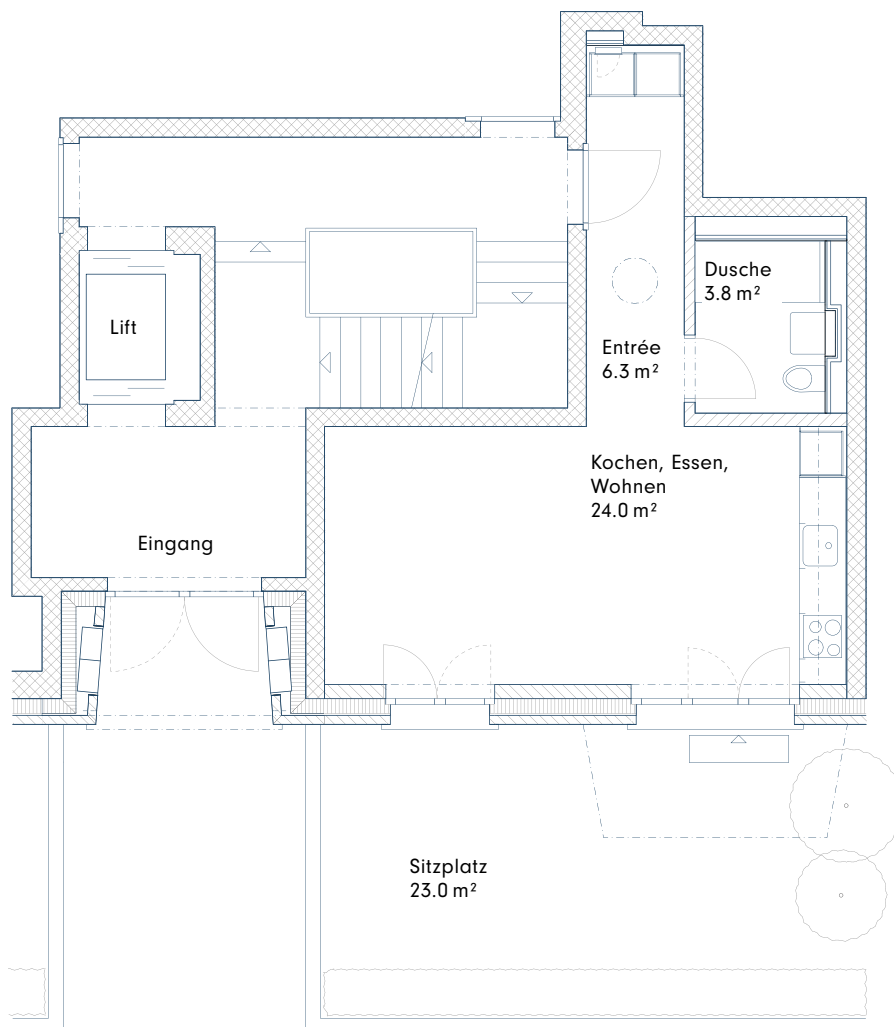 Dusche
3.8 m²
Lift
Entrée
6.3 m²
Kochen, Essen,
Wohnen
24.0 m²
Eingang
Sitzplatz
23.0 m²